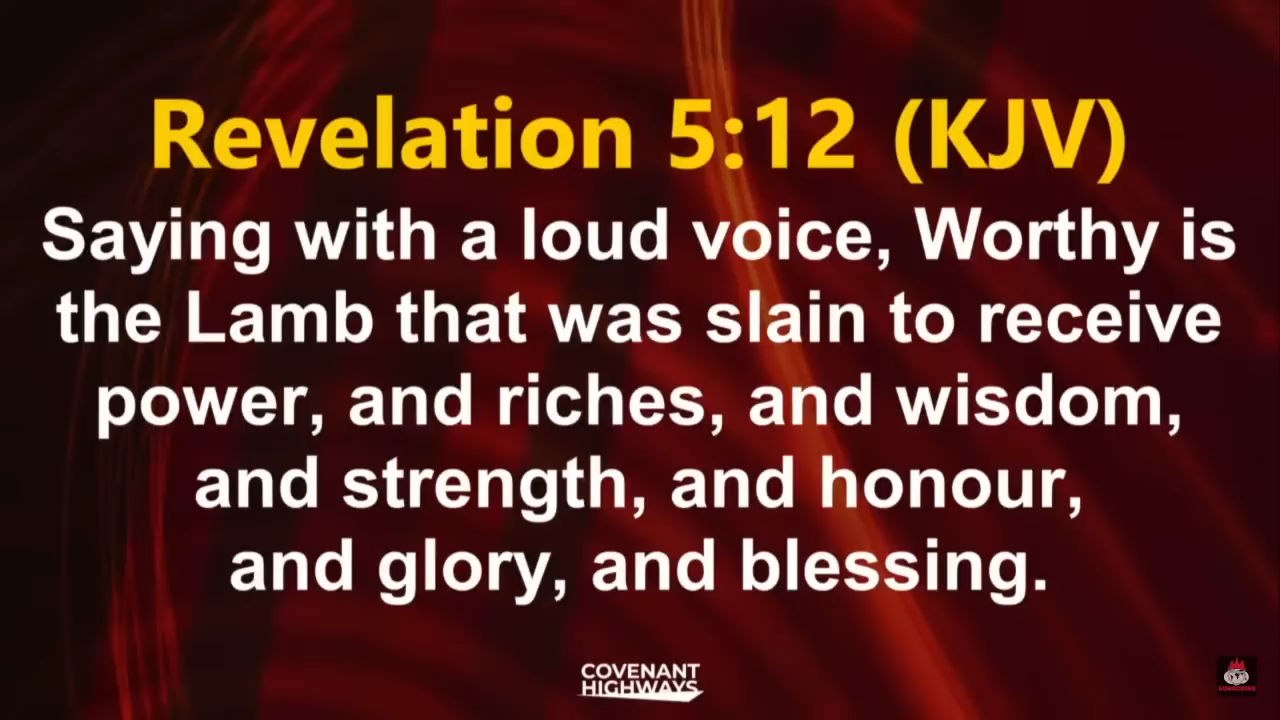 Revelation 5:12 (KJV)
Saying with a loud voice, Worthy is
the Lamb that was slain to receive
power, and riches, and wisdom,
and strength, and honour,
and glory, and blessing.
COVENANT
HIGHWAYS